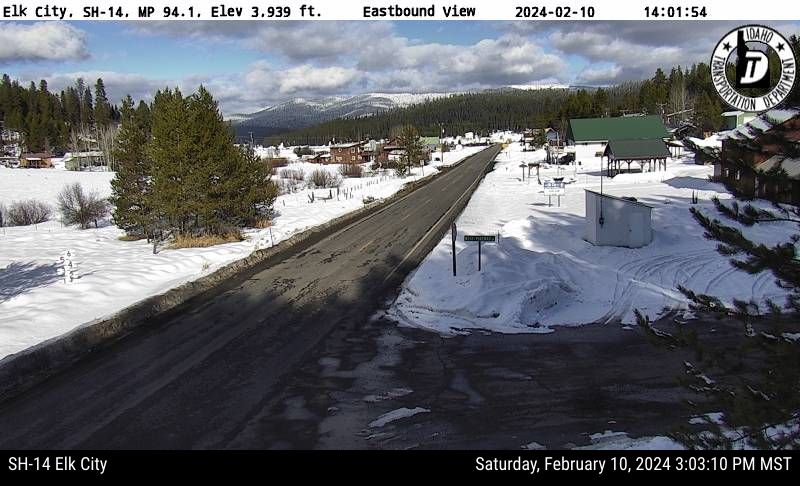 Elk City, SH-14, MP 94.1, Elev 3,939 ft. Eastbound View 2024-02-10 14:01:54
IDAHO
TRANSPORTATION DEPARTMENT
SH-14 Elk City Saturday, February 10, 2024 3:03:10 PM MST